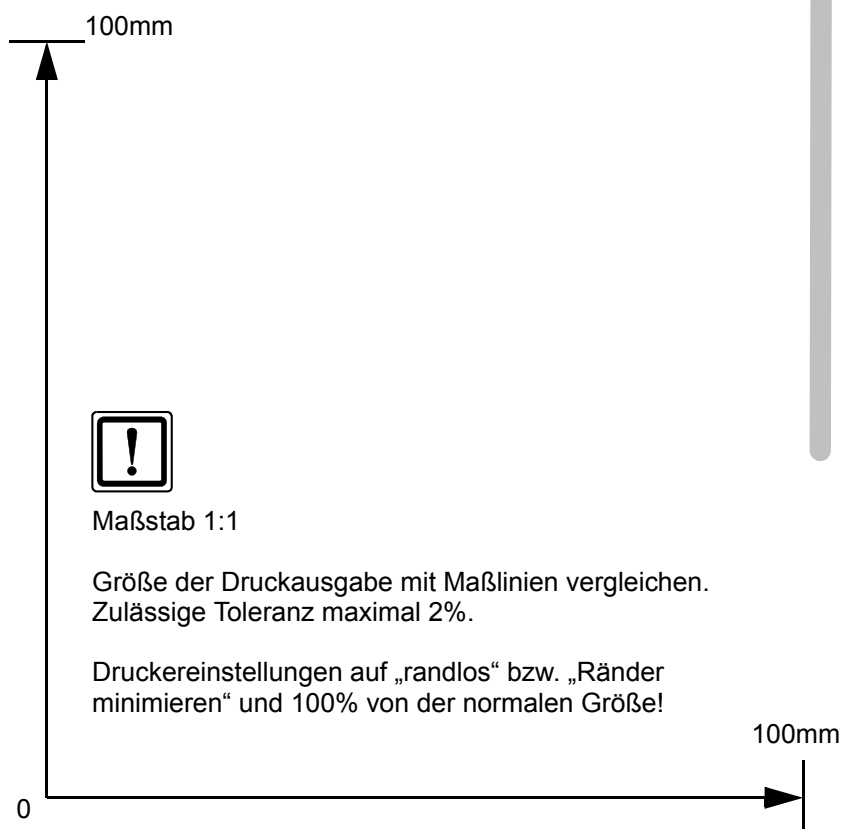 100mm
!
Maßstab 1:1
Größe der Druckausgabe mit Maßlinien vergleichen.
Zulässige Toleranz maximal 2%.
Druckereinstellungen auf „randlos“ bzw. „Ränder
minimieren“ und 100% von der normalen Größe!
100mm
0